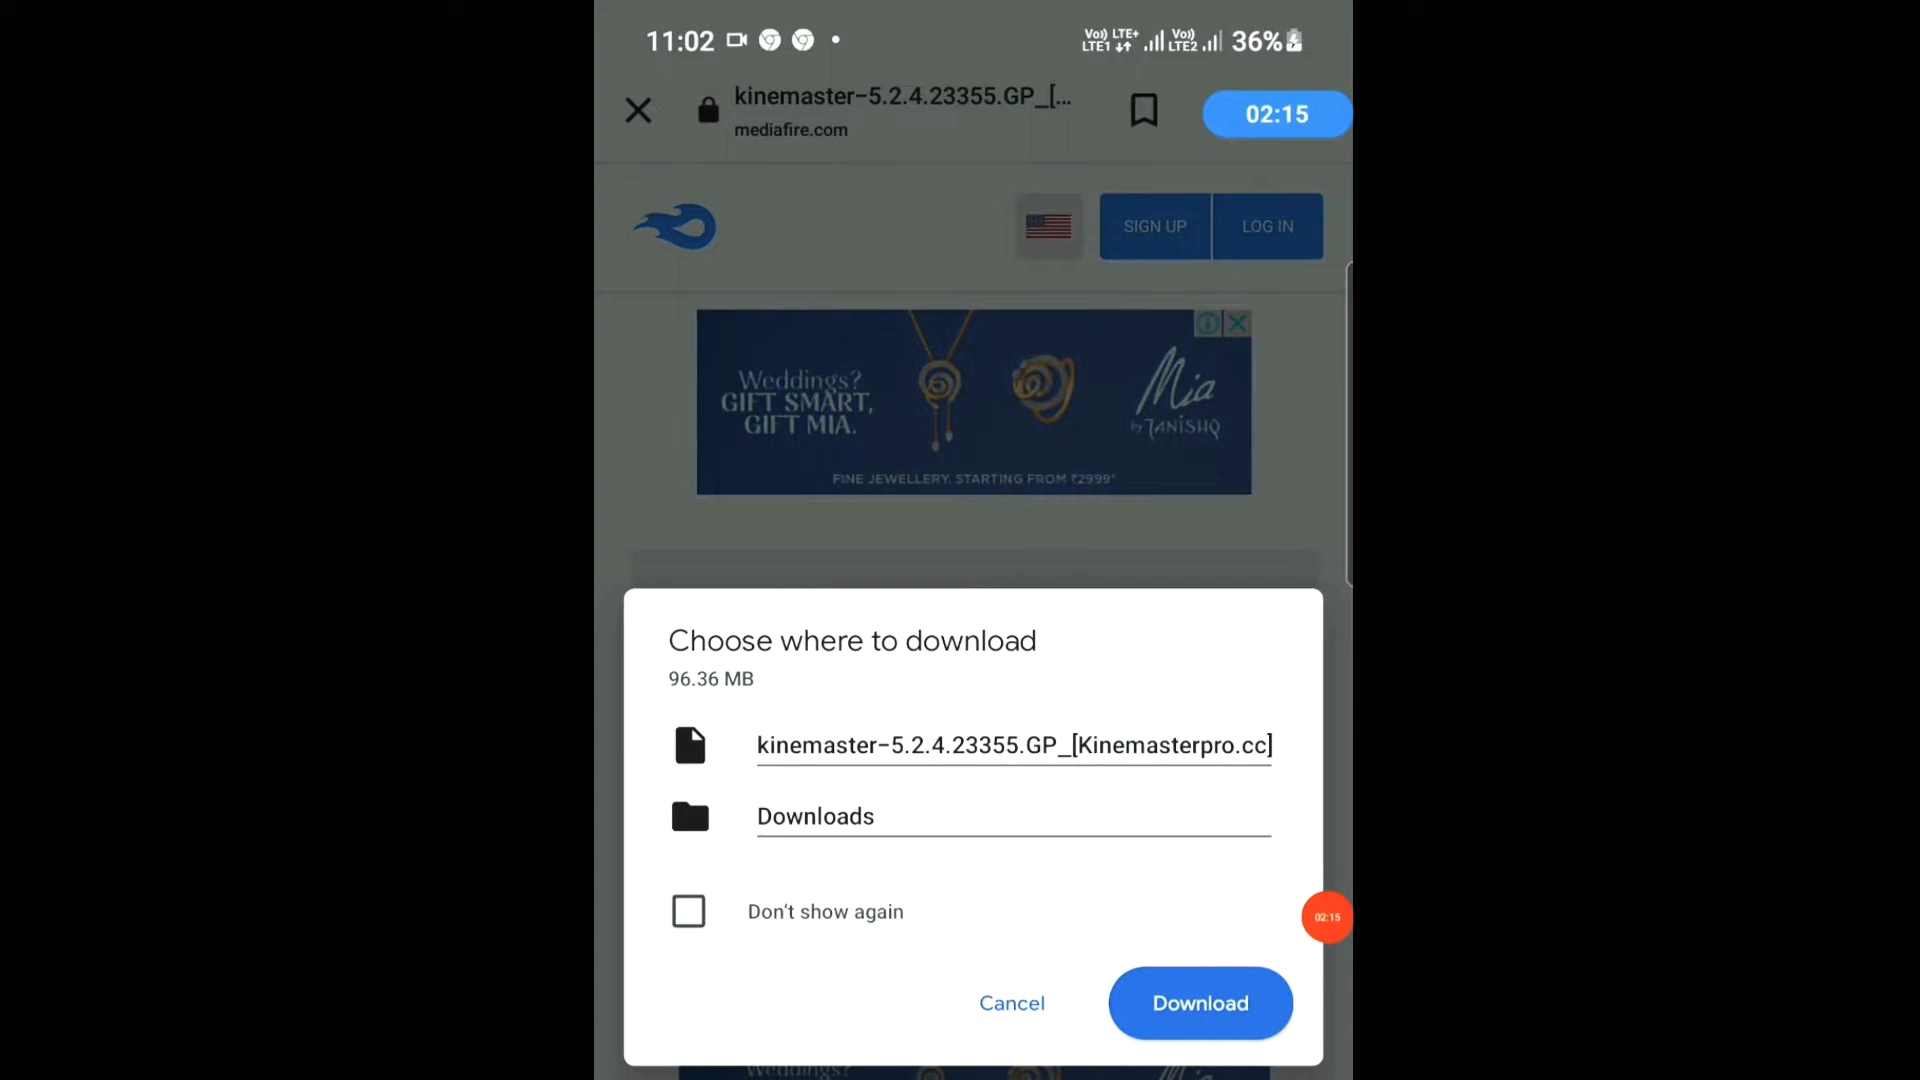 11:02
Vo) LTE+
LTE1
Vo)
LTE2
36%
kinemaster-5.2.4.23355.GP_[...
mediafire.com
02:15
SIGN UP
LOG IN
Weddings?
GIFT SMART,
GIFT MIA.
Mia
by TANISHQ
FINE JEWELLERY. STARTING FROM ₹2999*
Choose where to download
96.36 MB
kinemaster-5.2.4.23355.GP_[Kinemasterpro.cc]
Downloads
Don't show again
02:15
Cancel
Download
Weddings?